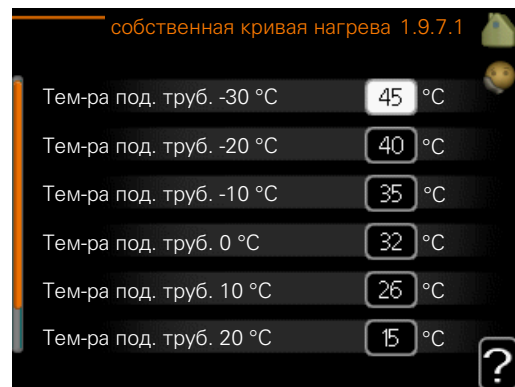 собственная кривая нагрева 1.9.7.1
Тем-ра под. труб. -30 °C 45 °C
Тем-ра под. труб. -20 °C 40 °C
Тем-ра под. труб. -10 °C 35 °C
Тем-ра под. труб. 0 °C 32 °C
Тем-ра под. труб. 10 °C 26 °C
Тем-ра под. труб. 20 °C 15 °C
?